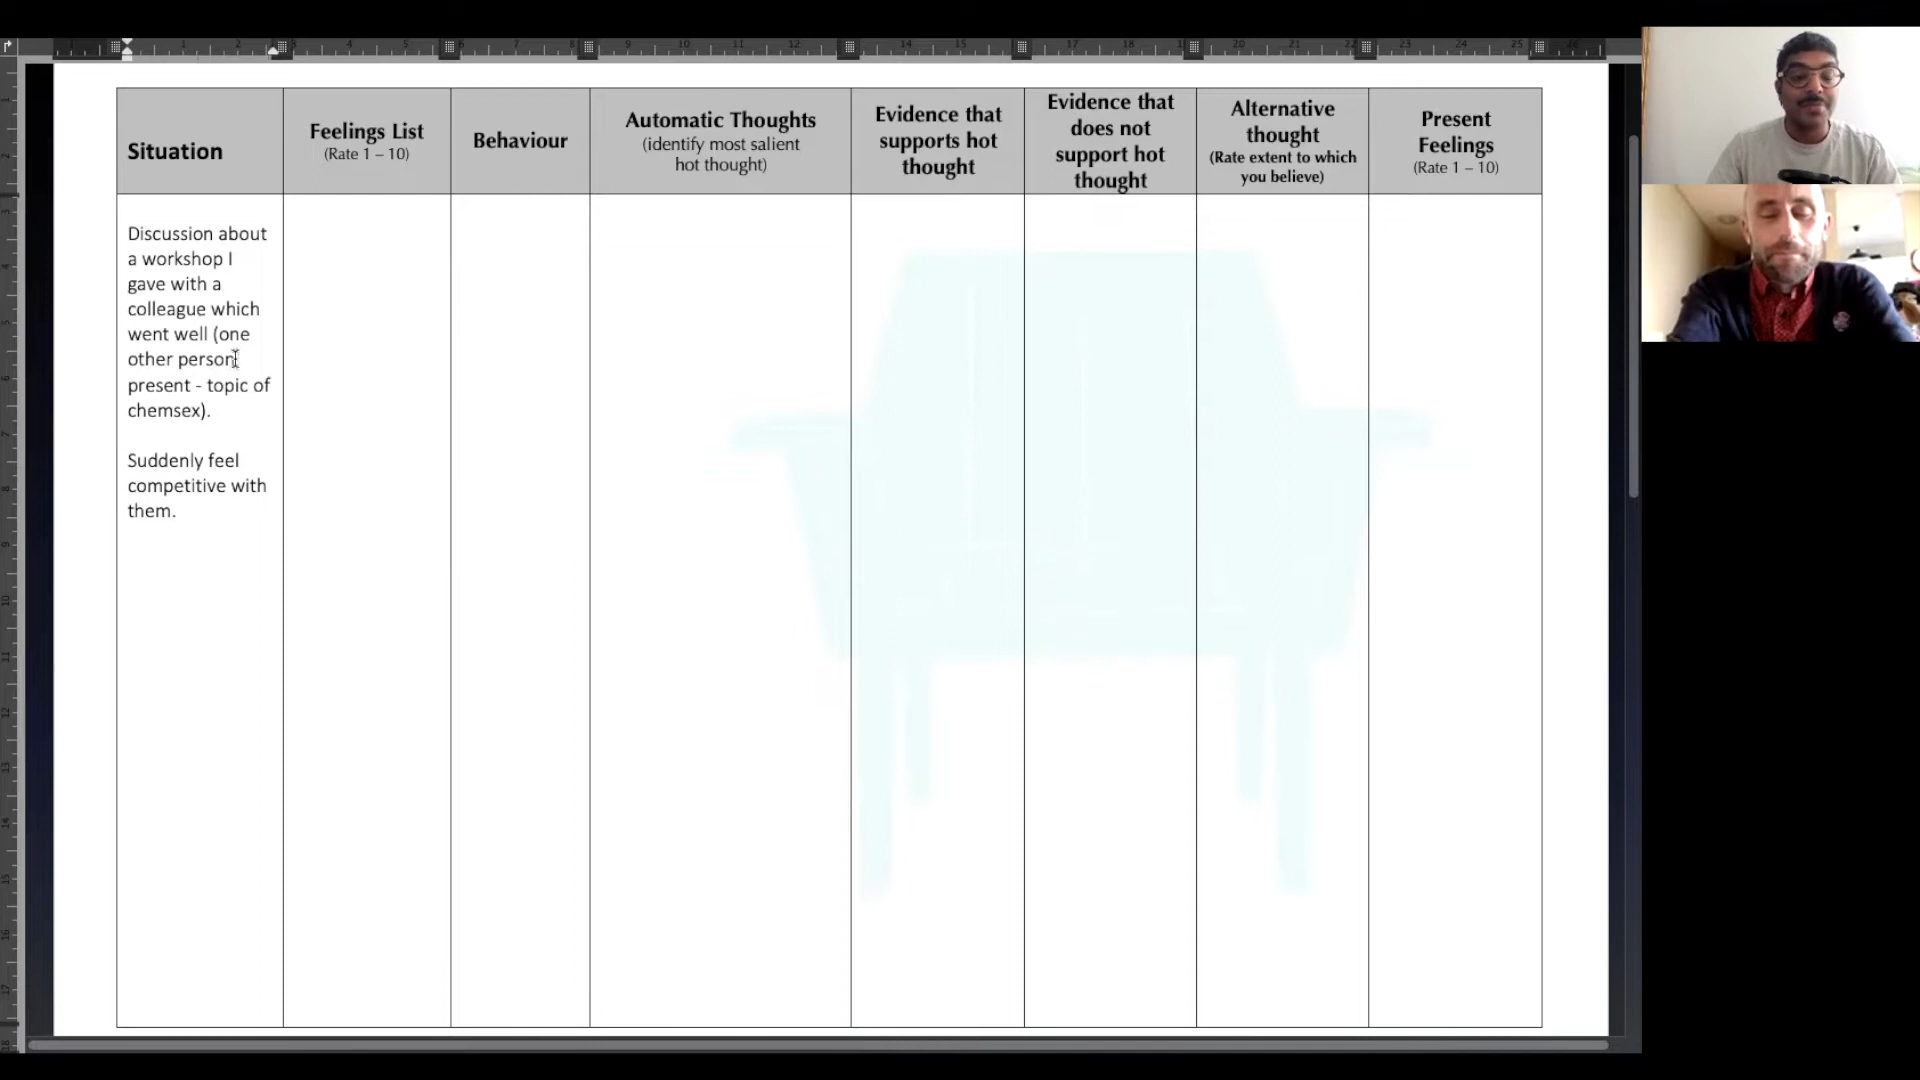 Situation
Feelings List
(Rate 1 – 10)
Behaviour
Automatic Thoughts
(identify most salient
hot thought)
Evidence that
supports hot
thought
Evidence that
does not
support hot
thought
Alternative
thought
(Rate extent to which
you believe)
Present
Feelings
(Rate 1 – 10)
Discussion about
a workshop I
gave with a
colleague which
went well (one
other person
present - topic of
chemsex).
Suddenly feel
competitive with
them.